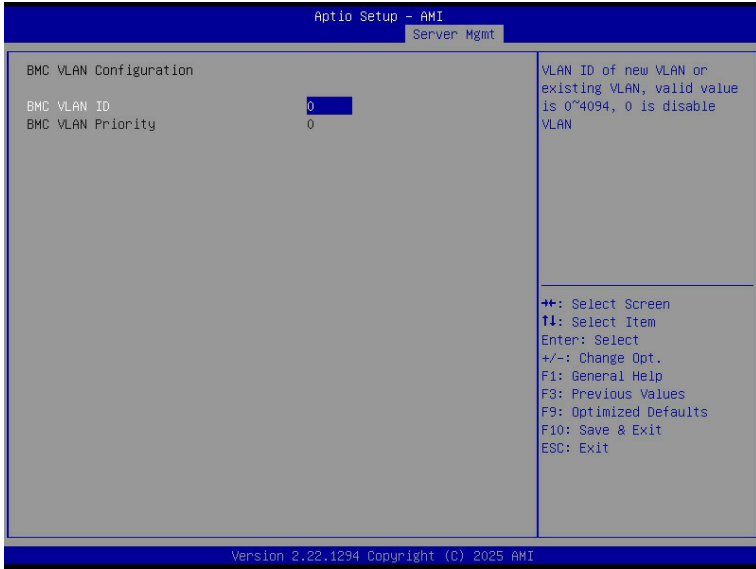 Aptio Setup – AMI
Server Mgmt
BMC VLAN Configuration
BMC VLAN ID 0
BMC VLAN Priority 0
VLAN ID of new VLAN or
existing VLAN, valid value
is 0~4094, 0 is disable
VLAN
→←: Select Screen
↑↓: Select Item
Enter: Select
+/-: Change Opt.
F1: General Help
F3: Previous Values
F9: Optimized Defaults
F10: Save & Exit
ESC: Exit
Version 2.22.1294 Copyright (C) 2025 AMI